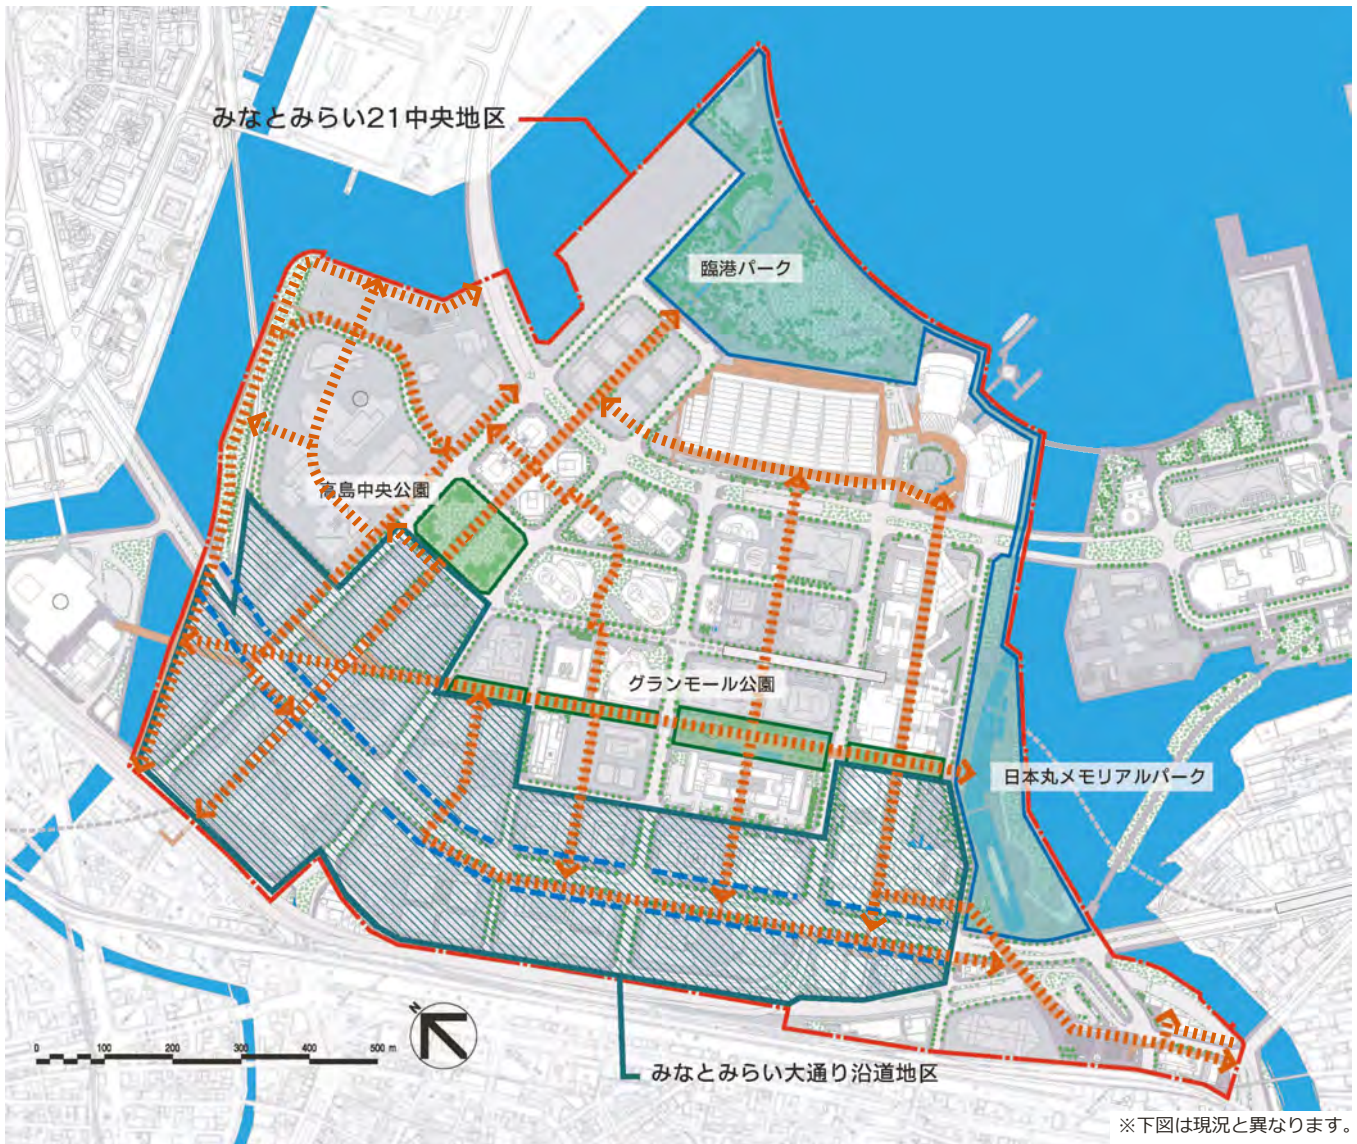 みなとみらい21中央地区
臨港パーク
高島中央公園
グランモール公園
日本丸メモリアルパーク
N
0 100 200 300 400 500 m
みなとみらい大通り沿道地区
※下図は現況と異なります。